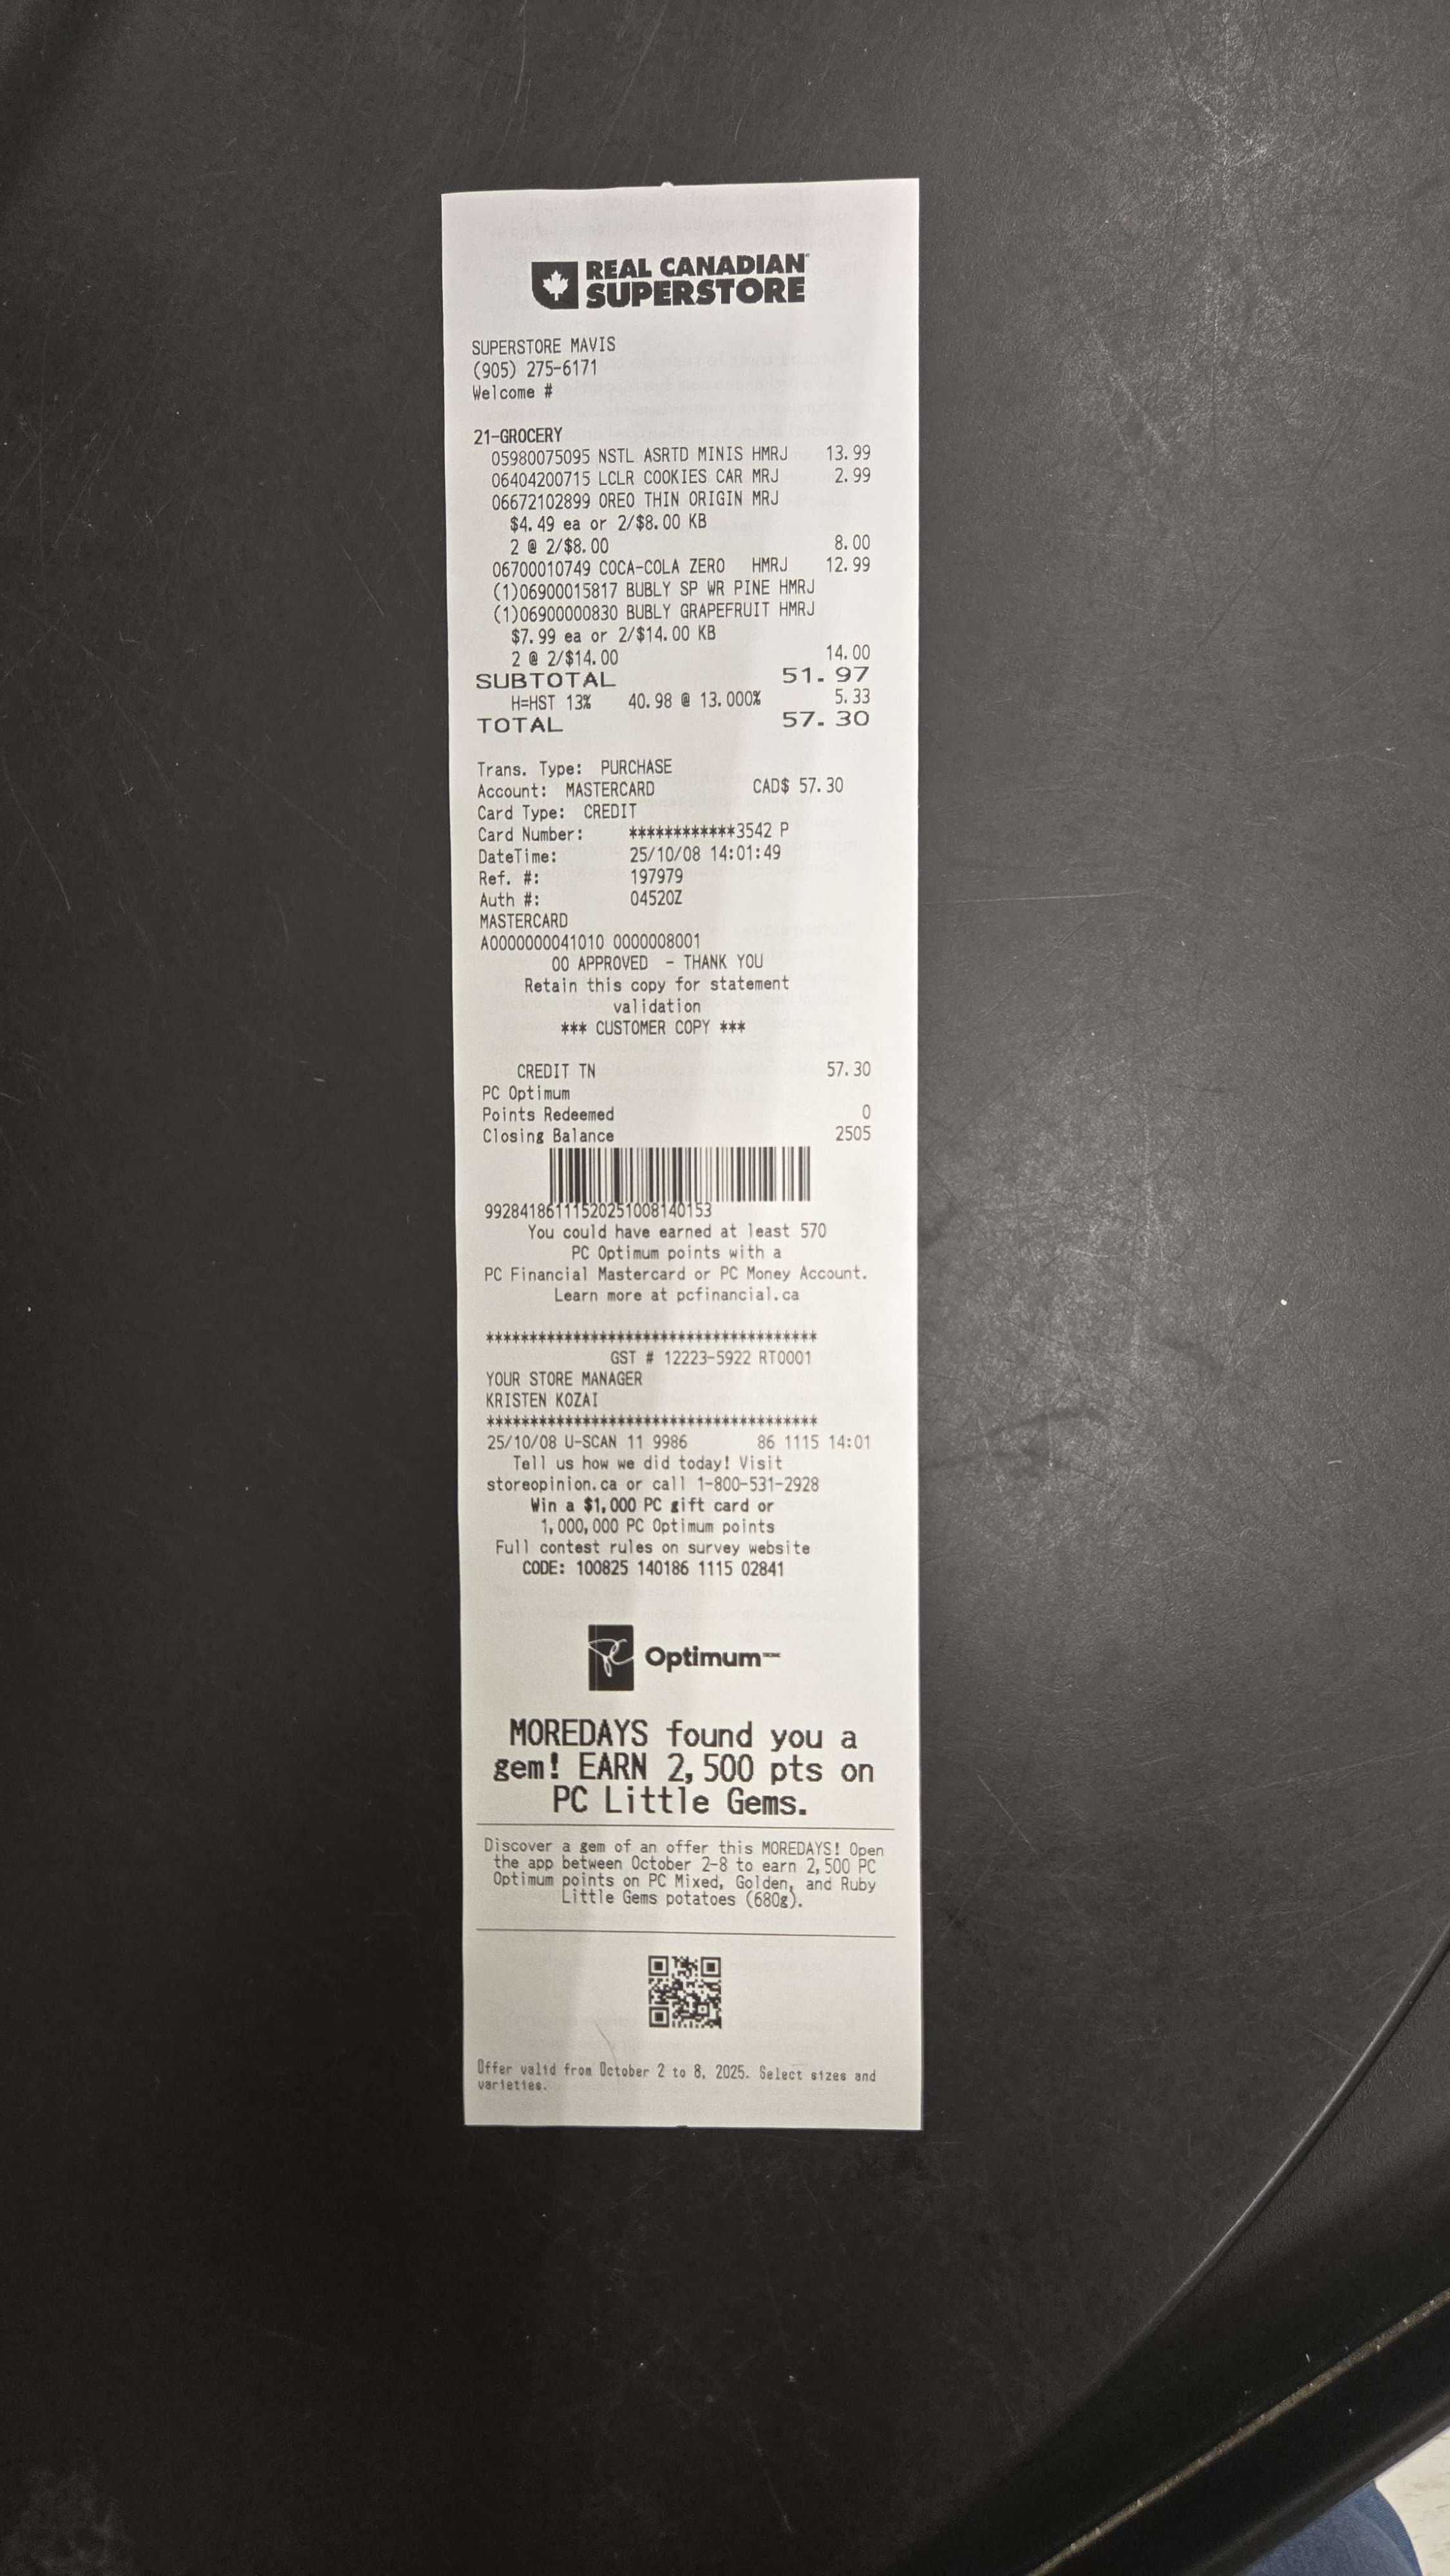 REAL CANADIAN
SUPERSTORE
SUPERSTORE MAVIS
(905) 275-6171
Welcome #
21-GROCERY
05980075095 NSTL ASRTD MINIS HMRJ 13.99
06404200715 LCLR COOKIES CAR MRJ 2.99
06672102899 OREO THIN ORIGIN MRJ
$4.49 ea or 2/$8.00 KB
2 @ 2/$8.00 8.00
06700010749 COCA-COLA ZERO HMRJ 12.99
(1)06900015817 BUBLY SP WR PINE HMRJ
(1)06900000830 BUBLY GRAPEFRUIT HMRJ
$7.99 ea or 2/$14.00 KB
2 @ 2/$14.00 14.00
SUBTOTAL 51.97
H=HST 13% 40.98 @ 13.000% 5.33
TOTAL 57.30
Trans. Type: PURCHASE
Account: MASTERCARD CAD$ 57.30
Card Type: CREDIT
Card Number: ************3542 P
DateTime: 25/10/08 14:01:49
Ref. #: 197979
Auth #: 04520Z
MASTERCARD
A0000000041010 0000008001
00 APPROVED - THANK YOU
Retain this copy for statement
validation
*** CUSTOMER COPY ***
CREDIT TN 57.30
PC Optimum
Points Redeemed 0
Closing Balance 2505
99284186111520251008140153
You could have earned at least 570
PC Optimum points with a
PC Financial Mastercard or PC Money Account.
Learn more at pcfinancial.ca
**************************************
GST # 12223-5922 RT0001
YOUR STORE MANAGER
KRISTEN KOZAI
**************************************
25/10/08 U-SCAN 11 9986 86 1115 14:01
Tell us how we did today! Visit
storeopinion.ca or call 1-800-531-2928
Win a $1,000 PC gift card or
1,000,000 PC Optimum points
Full contest rules on survey website
CODE: 100825 140186 1115 02841
PC Optimum
MOREDAYS found you a
gem! EARN 2,500 pts on
PC Little Gems.
Discover a gem of an offer this MOREDAYS! Open
the app between October 2-8 to earn 2,500 PC
Optimum points on PC Mixed, Golden, and Ruby
Little Gems potatoes (680g).
Offer valid from October 2 to 8, 2025. Select sizes and
varieties.